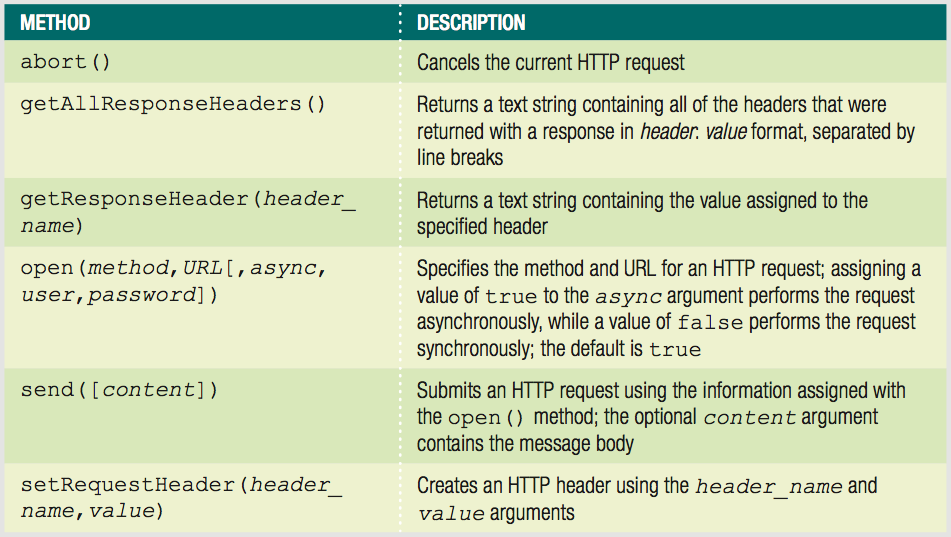 METHOD DESCRIPTION
abort() Cancels the current HTTP request
getAllResponseHeaders() Returns a text string containing all of the headers that were
returned with a response in header: value format, separated by
line breaks
getResponseHeader(header_ Returns a text string containing the value assigned to the
name) specified header
open(method,URL[,async, Specifies the method and URL for an HTTP request; assigning a
user,password]) value of true to the async argument performs the request
asynchronously, while a value of false performs the request
synchronously; the default is true
send([content]) Submits an HTTP request using the information assigned with
the open() method; the optional content argument
contains the message body
setRequestHeader(header_ Creates an HTTP header using the header_name and
name,value) value arguments